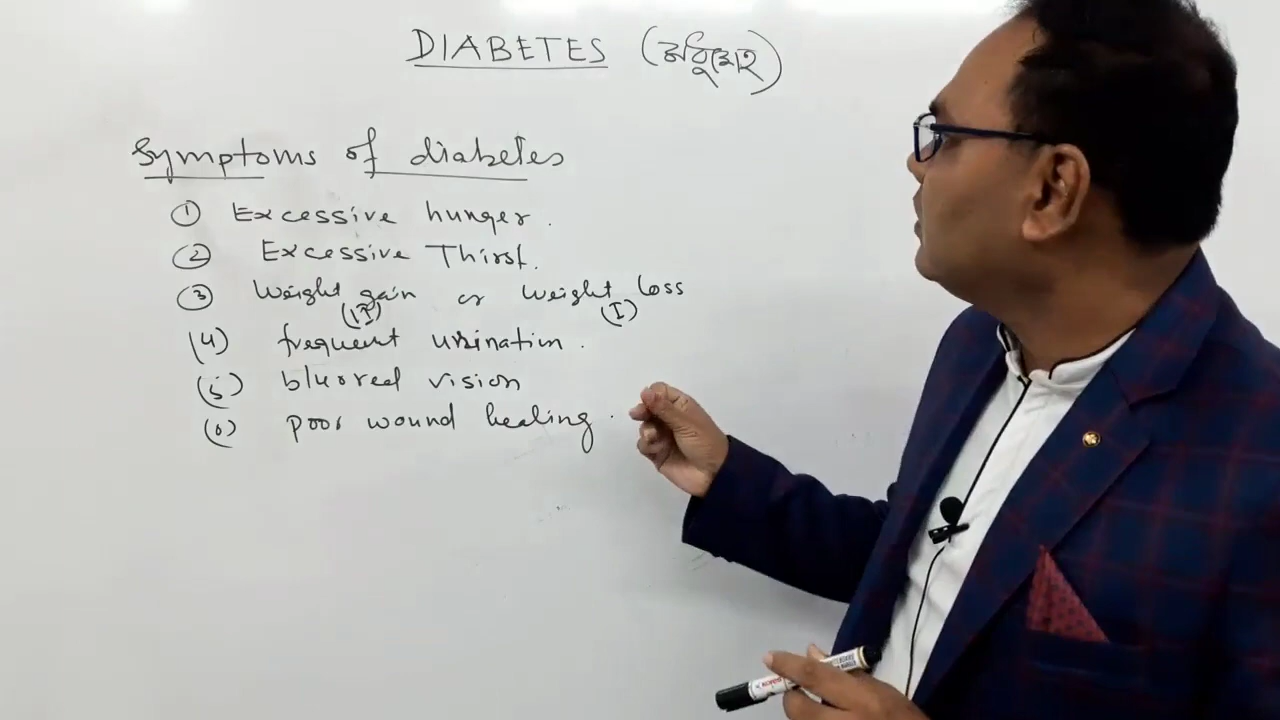 DIABETES (মধুমেহ)
Symptoms of diabetes
① Excessive hunger.
② Excessive Thirst.
③ Weight gain or weight loss
(II) (I)
(4) frequent urination.
(5) blurred vision
(6) poor wound healing.